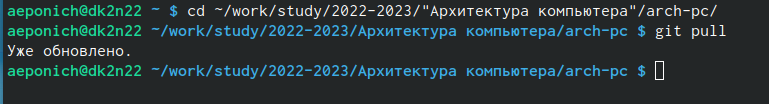 aeponich@dk2n22 ~ $ cd ~/work/study/2022-2023/"Архитектура компьютера"/arch-pc/
aeponich@dk2n22 ~/work/study/2022-2023/Архитектура компьютера/arch-pc $ git pull
Уже обновлено.
aeponich@dk2n22 ~/work/study/2022-2023/Архитектура компьютера/arch-pc $